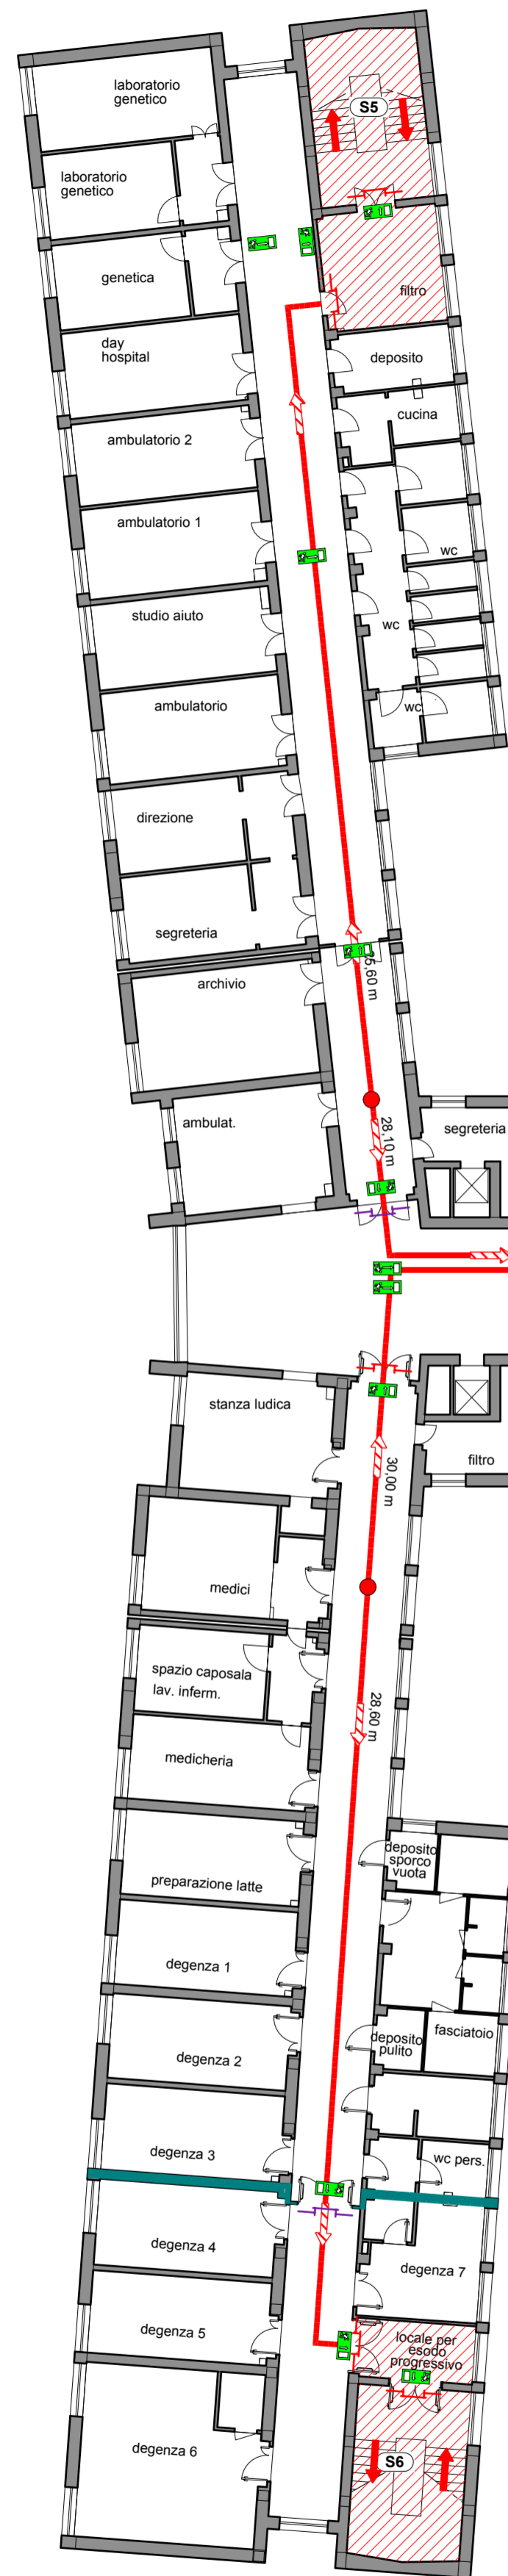 laboratorio
genetico
S5
laboratorio
genetico
genetica
filtro
day
hospital
deposito
cucina
ambulatorio 2
ambulatorio 1
wc
studio aiuto
wc
ambulatorio
wc
direzione
segreteria
5,60 m
archivio
ambulat.
28,10 m
segreteria
stanza ludica
filtro
30,00 m
medici
spazio caposala
lav. inferm.
28,60 m
medicheria
deposito
sporco
vuota
preparazione latte
degenza 1
fasciatoio
deposito
pulito
degenza 2
degenza 3
wc pers.
degenza 4
degenza 7
degenza 5
locale per
esodo
progressivo
degenza 6
S6